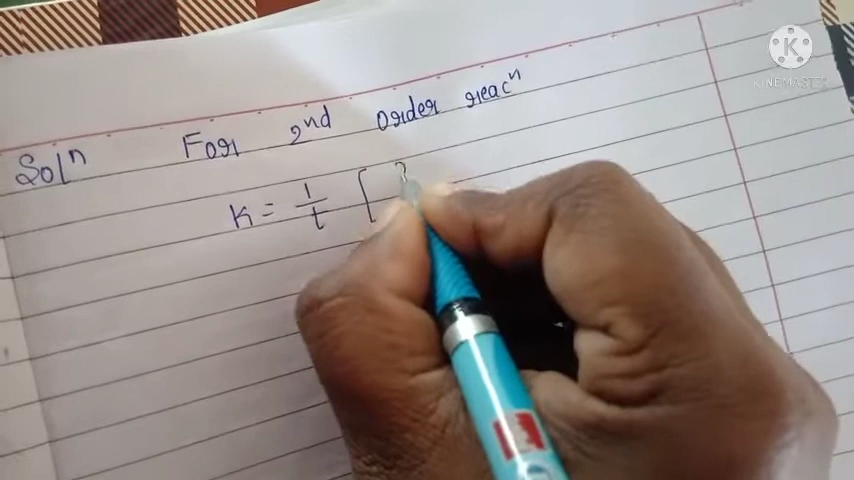 KINEMASTER
Solⁿ For 2nd order reacⁿ
K = 1/t [